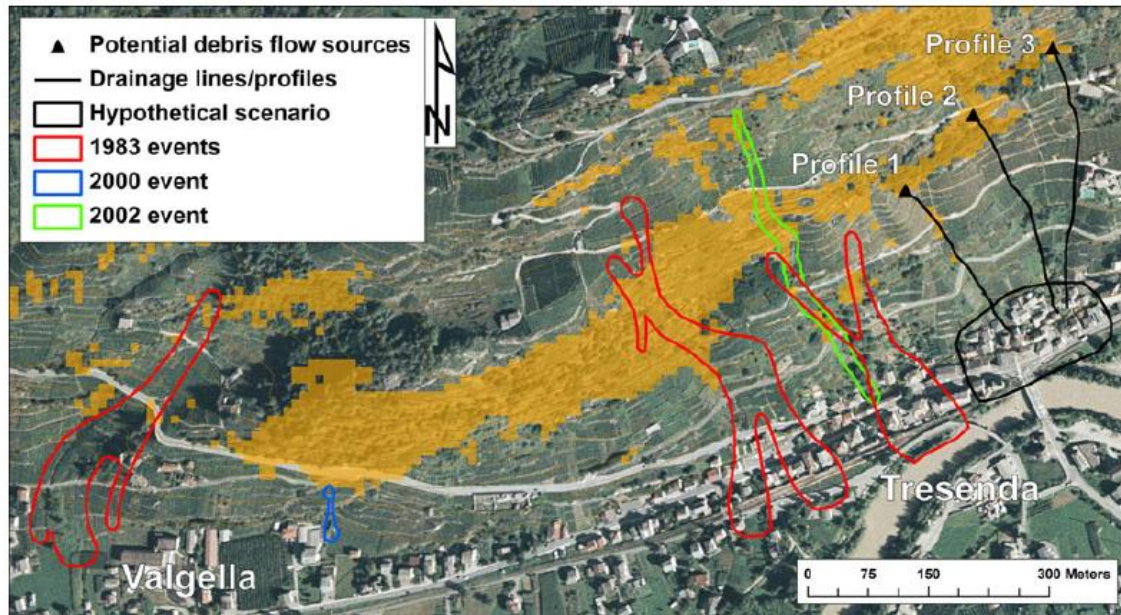 Potential debris flow sources
Drainage lines/profiles
Hypothetical scenario
1983 events
2000 event
2002 event
N
Profile 3
Profile 2
Profile 1
Tresenda
Valgella
0 75 150 300 Meters